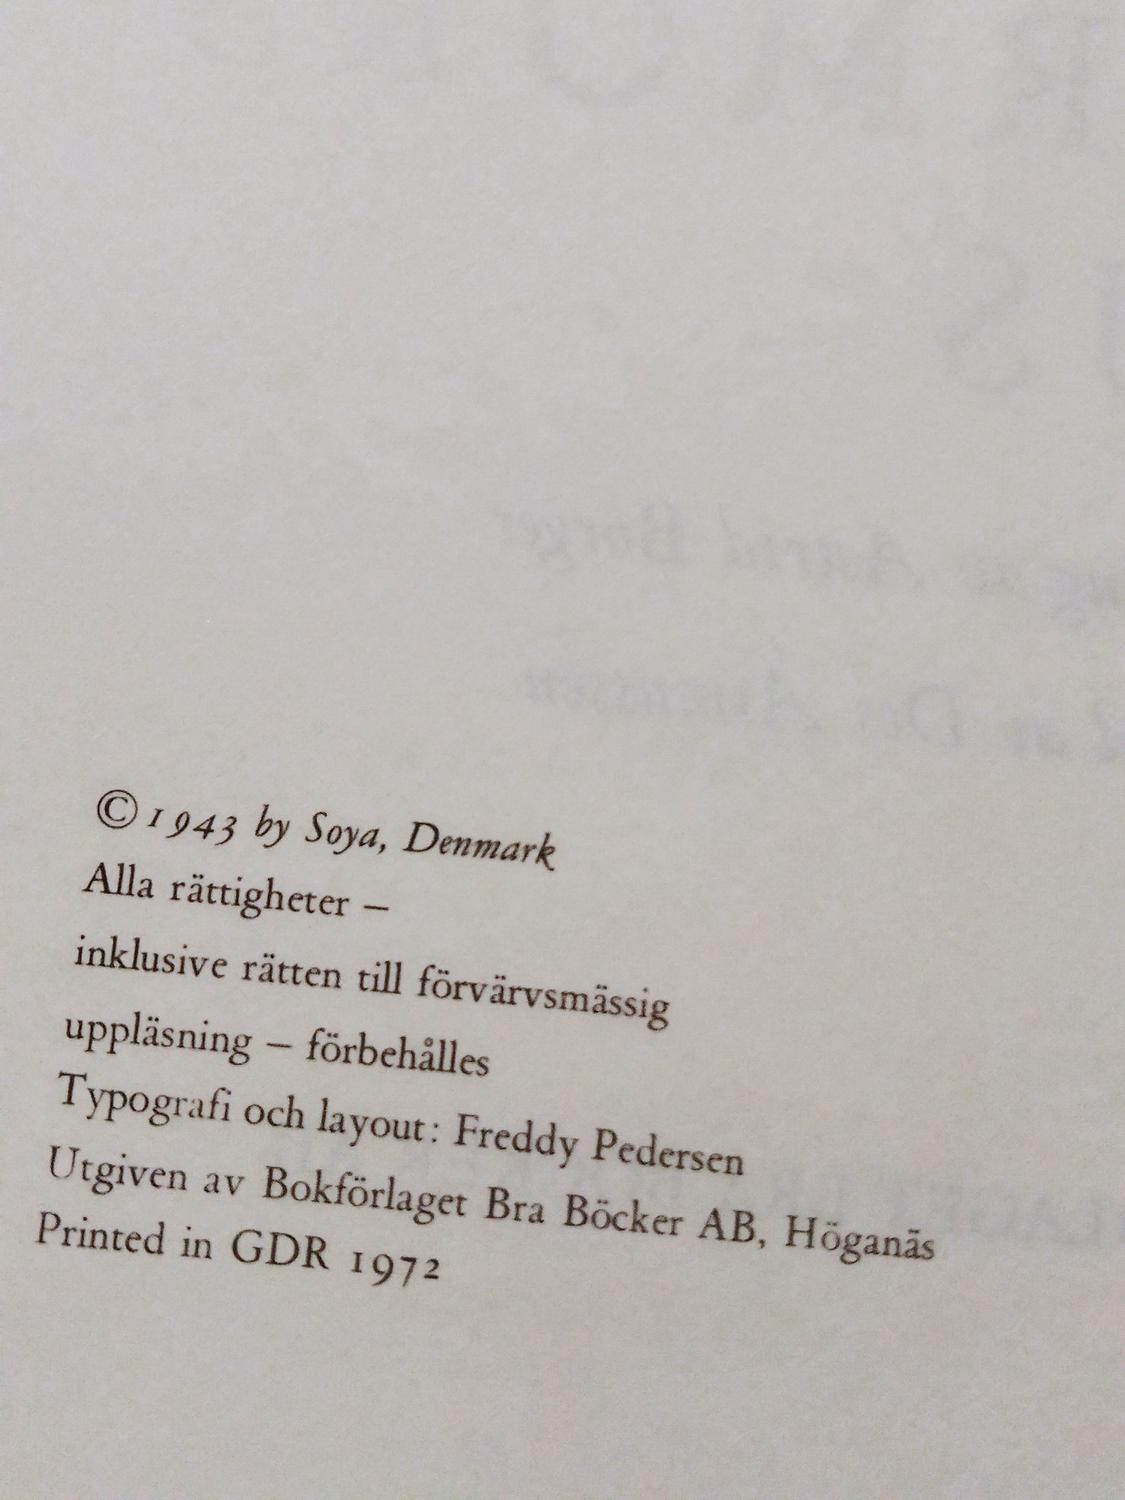 © 1943 by Soya, Denmark
Alla rättigheter –
inklusive rätten till förvärvsmässig
uppläsning – förbehålles
Typografi och layout: Freddy Pedersen
Utgiven av Bokförlaget Bra Böcker AB, Höganäs
Printed in GDR 1972